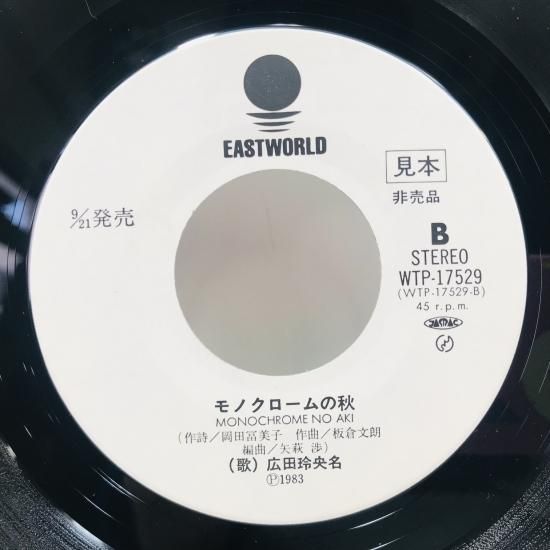 EASTWORLD
見本
非売品
9/21発売
B
STEREO
WTP-17529
(WTP-17529-B)
45 r.p.m.
JASRAC
モノクロームの秋
MONOCHROME NO AKI
(作詩/岡田冨美子 作曲/板倉文朗
編曲/矢萩 渉)
(歌)広田玲央名
Ⓟ1983